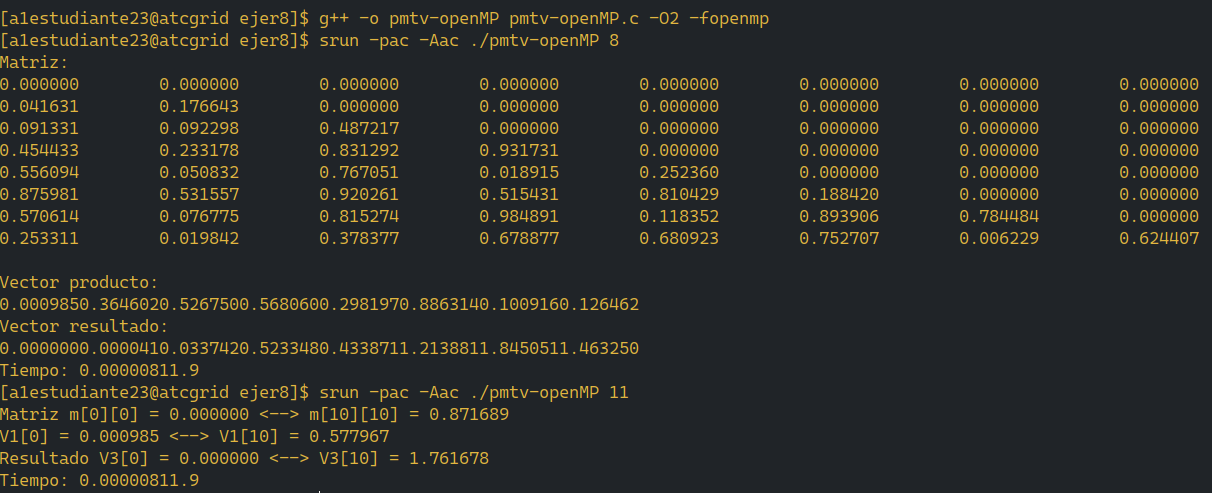 [a1estudiante23@atcgrid ejer8]$ g++ -o pmtv-openMP pmtv-openMP.c -O2 -fopenmp
[a1estudiante23@atcgrid ejer8]$ srun -pac -Aac ./pmtv-openMP 8
Matriz:
0.000000 0.000000 0.000000 0.000000 0.000000 0.000000 0.000000 0.000000
0.041631 0.176643 0.000000 0.000000 0.000000 0.000000 0.000000 0.000000
0.091331 0.092298 0.487217 0.000000 0.000000 0.000000 0.000000 0.000000
0.454433 0.233178 0.831292 0.931731 0.000000 0.000000 0.000000 0.000000
0.556094 0.050832 0.767051 0.018915 0.252360 0.000000 0.000000 0.000000
0.875981 0.531557 0.920261 0.515431 0.810429 0.188420 0.000000 0.000000
0.570614 0.076775 0.815274 0.984891 0.118352 0.893906 0.784484 0.000000
0.253311 0.019842 0.378377 0.678877 0.680923 0.752707 0.006229 0.624407
Vector producto:
0.0009850.3646020.5267500.5680600.2981970.8863140.1009160.126462
Vector resultado:
0.0000000.0000410.0337420.5233480.4338711.2138811.8450511.463250
Tiempo: 0.00000811.9
[a1estudiante23@atcgrid ejer8]$ srun -pac -Aac ./pmtv-openMP 11
Matriz m[0][0] = 0.000000 <--> m[10][10] = 0.871689
V1[0] = 0.000985 <--> V1[10] = 0.577967
Resultado V3[0] = 0.000000 <--> V3[10] = 1.761678
Tiempo: 0.00000811.9